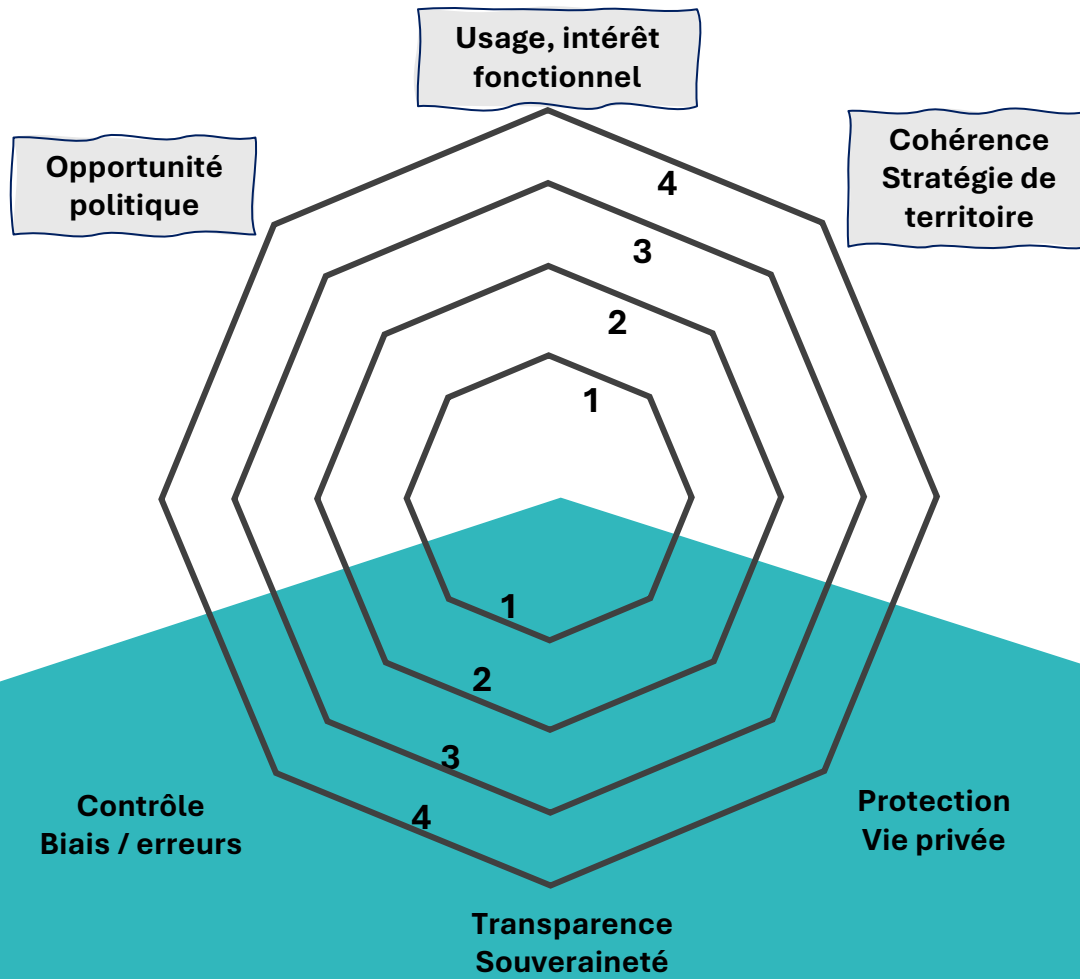 Usage, intérêt
fonctionnel
Opportunité
politique
Cohérence
Stratégie de
territoire
4
3
2
1
1
2
3
4
Contrôle
Biais / erreurs
Protection
Vie privée
Transparence
Souveraineté